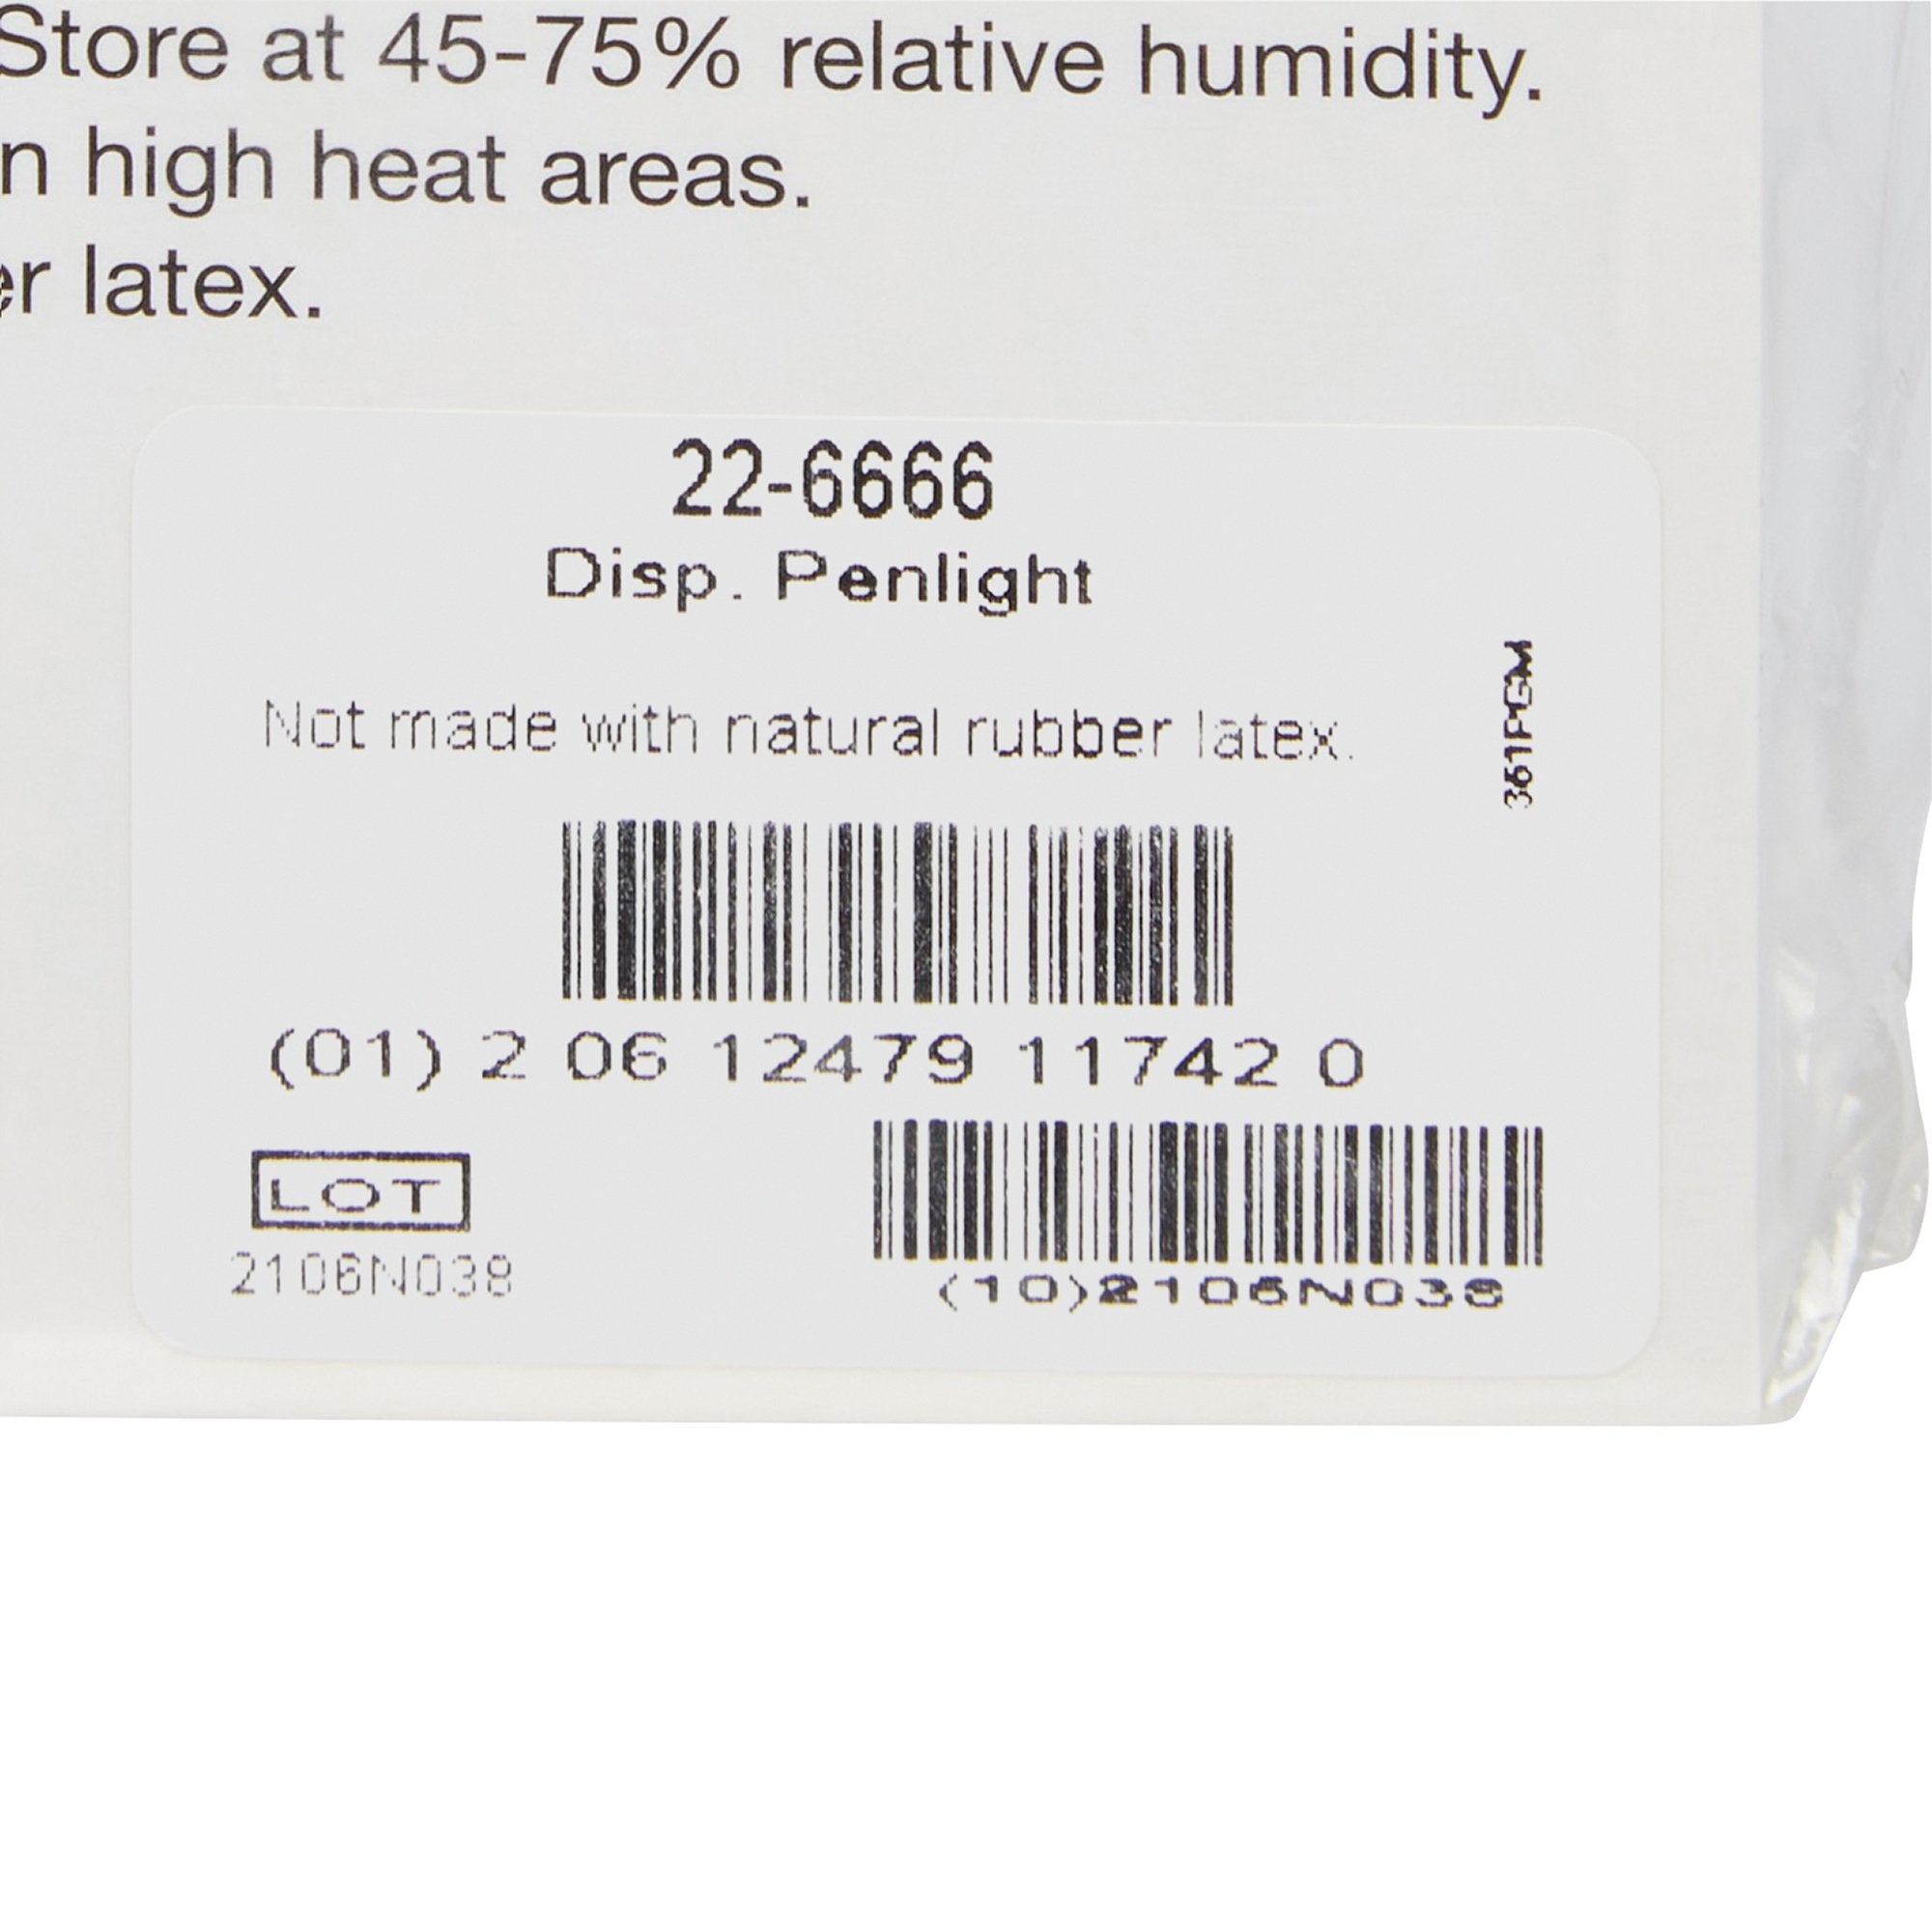 Store at 45-75% relative humidity.
n high heat areas.
er latex.
22-6666
Disp. Penlight
Not made with natural rubber latex.
361PGM
(01) 2 06 12479 11742 0
LOT
2106N038
(10)2106N038